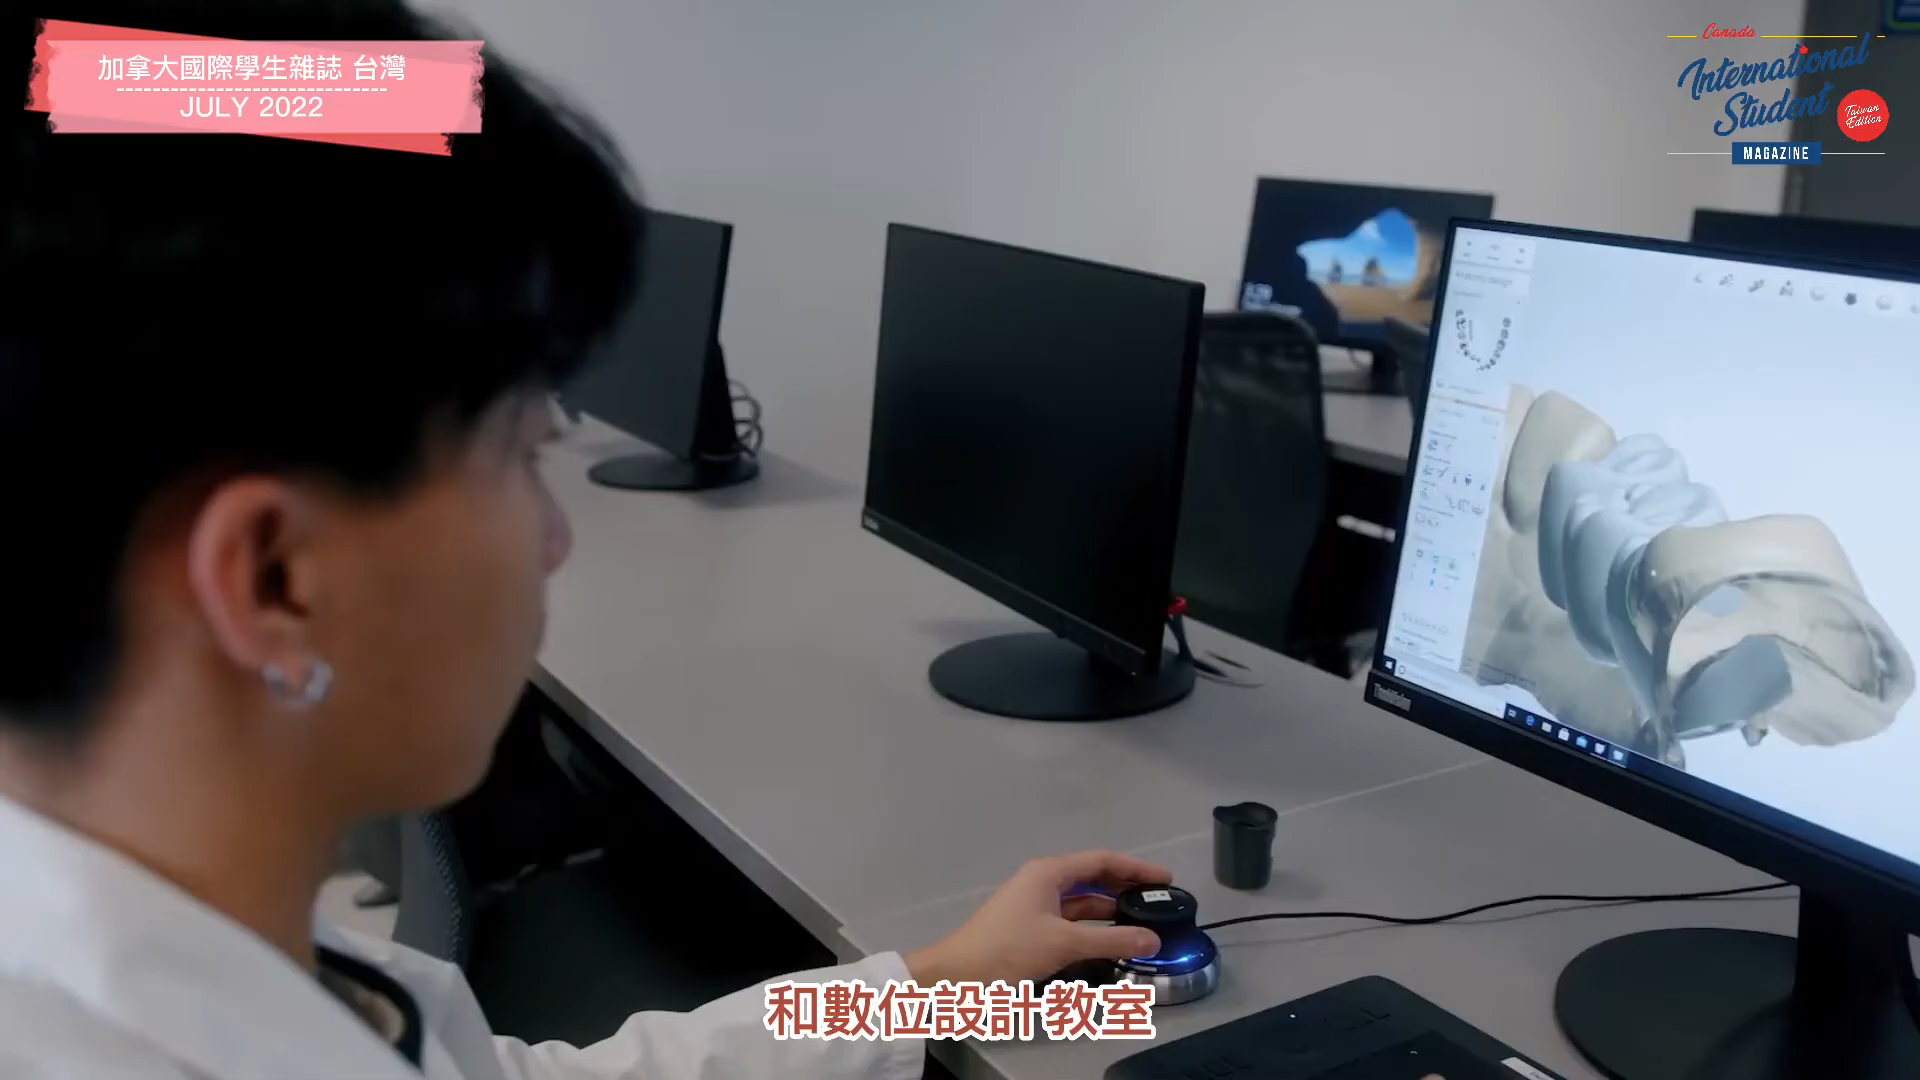 加拿大國際學生雜誌 台灣
JULY 2022
Canada
International
Student
Taiwan
Edition
MAGAZINE
ThinkVision
和數位設計教室